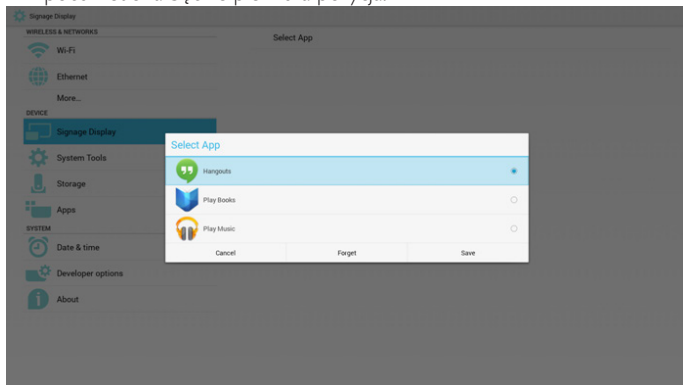 Signage Display
WIRELESS & NETWORKS
Select App
Wi-Fi
Ethernet
More...
DEVICE
Signage Display
System Tools
Storage
Apps
SYSTEM
Date & time
Developer options
About
Select App
Hangouts
Play Books
Play Music
Cancel Forget Save